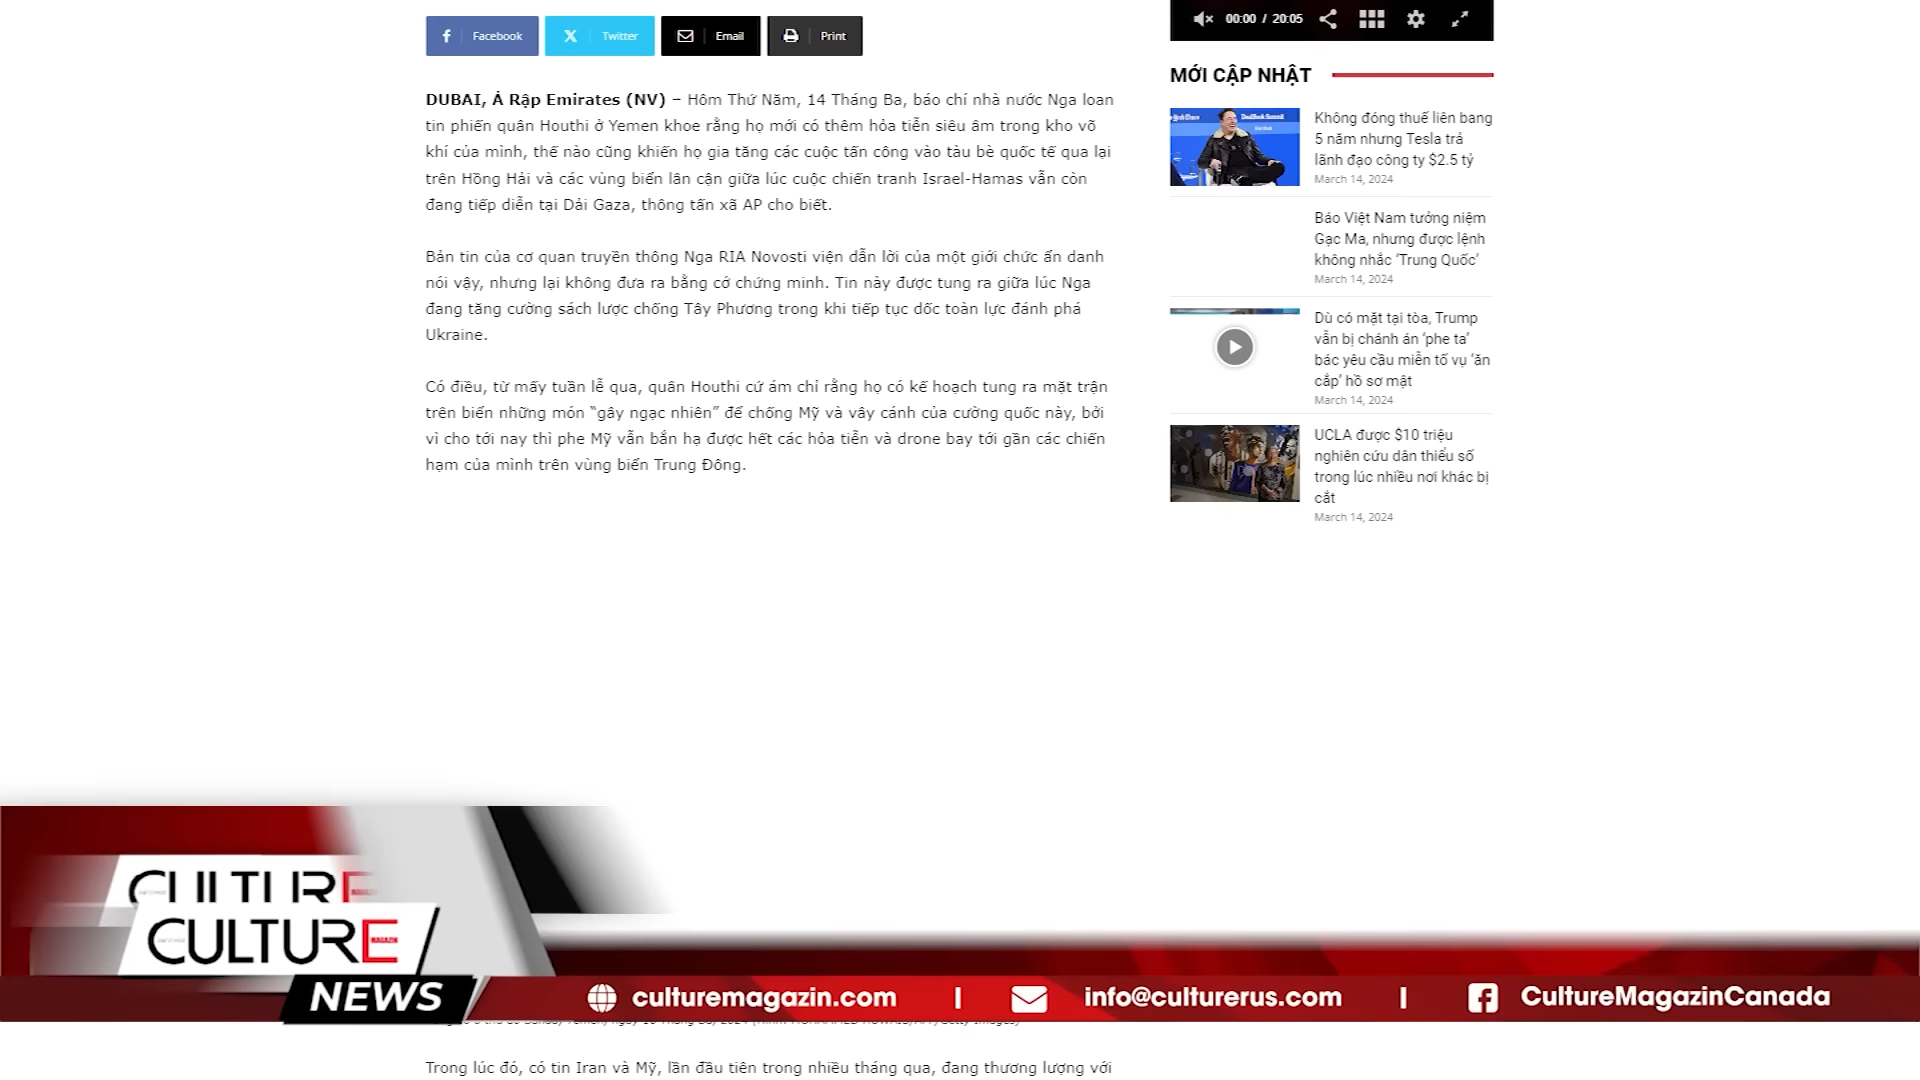 Facebook
Twitter
Email
Print
DUBAI, Ả Rập Emirates (NV) – Hôm Thứ Năm, 14 Tháng Ba, báo chí nhà nước Nga loan
tin phiến quân Houthi ở Yemen khoe rằng họ mới có thêm hỏa tiễn siêu âm trong kho võ
khí của mình, thế nào cũng khiến họ gia tăng các cuộc tấn công vào tàu bè quốc tế qua lại
trên Hồng Hải và các vùng biển lân cận giữa lúc cuộc chiến tranh Israel-Hamas vẫn còn
đang tiếp diễn tại Dải Gaza, thông tấn xã AP cho biết.
Bản tin của cơ quan truyền thông Nga RIA Novosti viện dẫn lời của một giới chức ẩn danh
nói vậy, nhưng lại không đưa ra bằng cớ chứng minh. Tin này được tung ra giữa lúc Nga
đang tăng cường sách lược chống Tây Phương trong khi tiếp tục dốc toàn lực đánh phá
Ukraine.
Có điều, từ mấy tuần lễ qua, quân Houthi cứ ám chỉ rằng họ có kế hoạch tung ra mặt trận
trên biển những món “gây ngạc nhiên” để chống Mỹ và vây cánh của cường quốc này, bởi
vì cho tới nay thì phe Mỹ vẫn bắn hạ được hết các hỏa tiễn và drone bay tới gần các chiến
hạm của mình trên vùng biển Trung Đông.
Trong lúc đó, có tin Iran và Mỹ, lần đầu tiên trong nhiều tháng qua, đang thương lượng với
00:00 / 20:05
MỚI CẬP NHẬT
Không đóng thuế liên bang
5 năm nhưng Tesla trả
lãnh đạo công ty $2.5 tỷ
March 14, 2024
Báo Việt Nam tưởng niệm
Gạc Ma, nhưng được lệnh
không nhắc ‘Trung Quốc’
March 14, 2024
Dù có mặt tại tòa, Trump
vẫn bị chánh án ‘phe ta’
bác yêu cầu miễn tố vụ ‘ăn
cắp’ hồ sơ mật
March 14, 2024
UCLA được $10 triệu
nghiên cứu dân thiểu số
trong lúc nhiều nơi khác bị
cắt
March 14, 2024
CULTURE
CULTURE
MAGAZIN
NEWS
culturemagazin.com | info@culturerus.com | CultureMagazinCanada